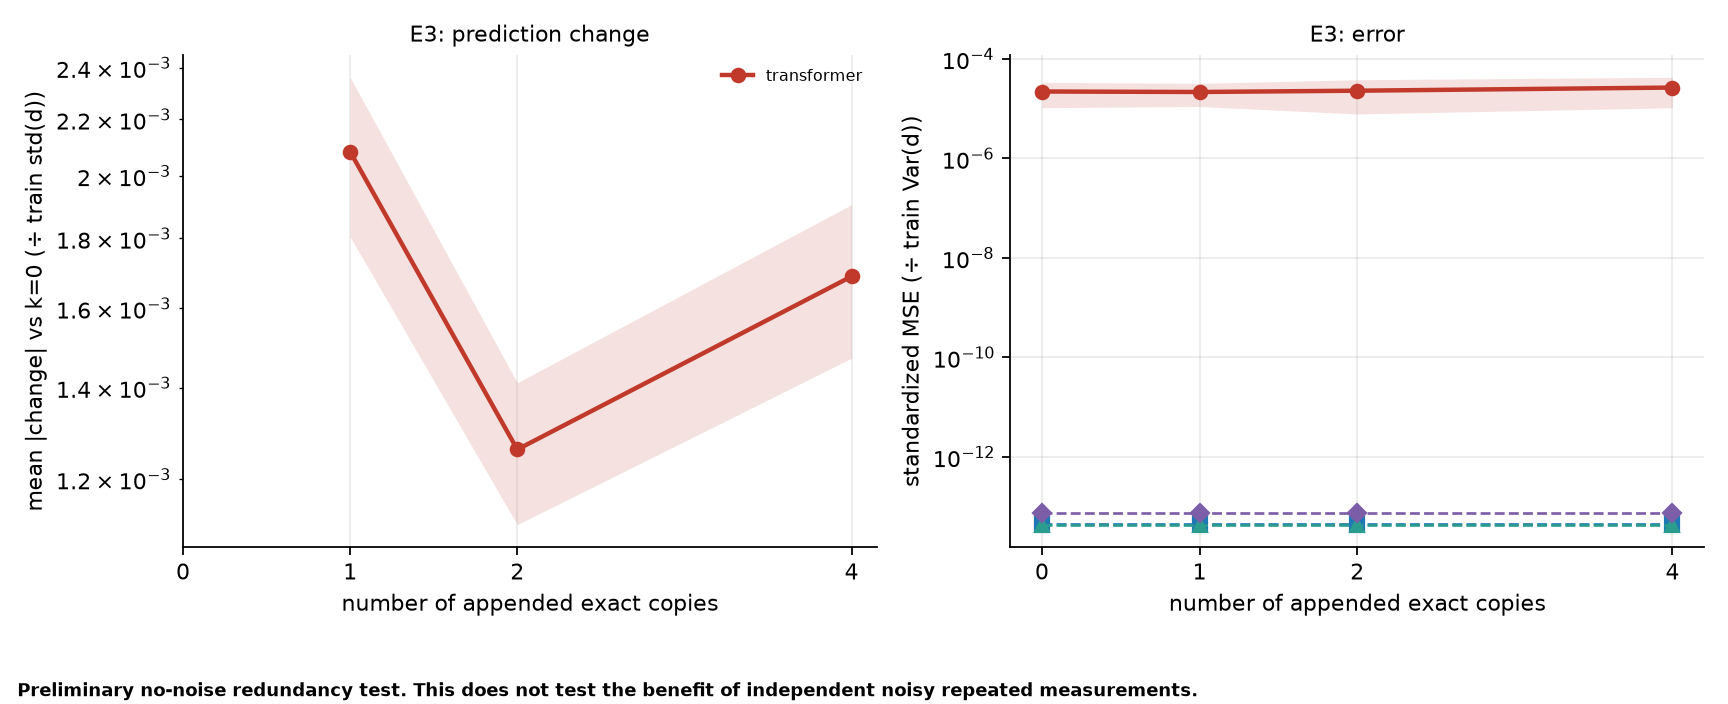 E3: prediction change
mean |change| vs k=0 (÷ train std(d))
2.4 × 10⁻³
2.2 × 10⁻³
2 × 10⁻³
1.8 × 10⁻³
1.6 × 10⁻³
1.4 × 10⁻³
1.2 × 10⁻³
transformer
0 1 2 4
number of appended exact copies
E3: error
standardized MSE (÷ train Var(d))
10⁻⁴
10⁻⁶
10⁻⁸
10⁻¹⁰
10⁻¹²
0 1 2 4
number of appended exact copies
Preliminary no-noise redundancy test. This does not test the benefit of independent noisy repeated measurements.